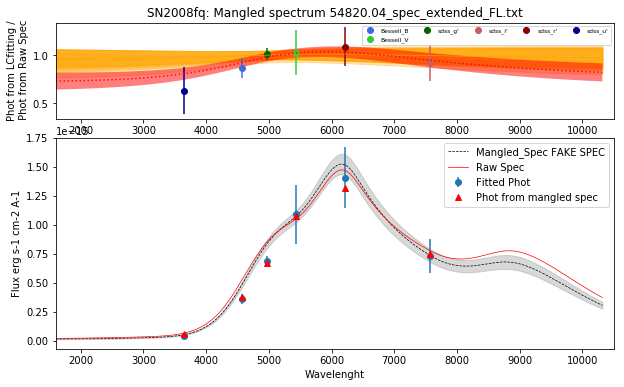 SN2008fq: Mangled spectrum 54820.04_spec_extended_FL.txt
Phot from LCfitting /
Phot from Raw Spec
1.0
0.5
Bessell_B
Bessell_V
sdss_g'
sdss_i'
sdss_r'
sdss_u'
2000 3000 4000 5000 6000 7000 8000 9000 10000
Flux erg s-1 cm-2 A-1
1.75
1.50
1.25
1.00
0.75
0.50
0.25
0.00
Mangled_Spec FAKE SPEC
Raw Spec
Fitted Phot
Phot from mangled spec
2000 3000 4000 5000 6000 7000 8000 9000 10000
Wavelenght